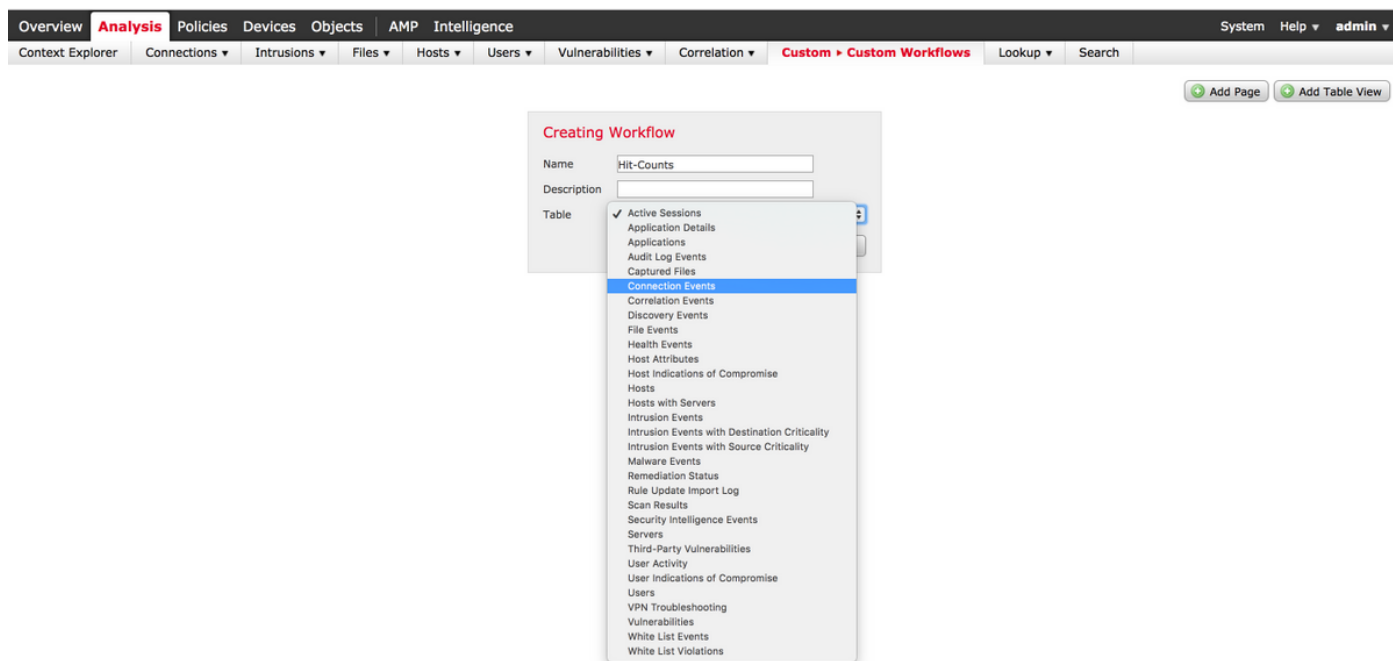 Overview Analysis Policies Devices Objects AMP Intelligence System Help ▾ admin ▾
Context Explorer Connections ▾ Intrusions ▾ Files ▾ Hosts ▾ Users ▾ Vulnerabilities ▾ Correlation ▾ Custom ▸ Custom Workflows Lookup ▾ Search
Add Page Add Table View
Creating Workflow
Name Hit-Counts
Description
Table ✓ Active Sessions
Application Details
Applications
Audit Log Events
Captured Files
Connection Events
Correlation Events
Discovery Events
File Events
Health Events
Host Attributes
Host Indications of Compromise
Hosts
Hosts with Servers
Intrusion Events
Intrusion Events with Destination Criticality
Intrusion Events with Source Criticality
Malware Events
Remediation Status
Rule Update Import Log
Scan Results
Security Intelligence Events
Servers
Third-Party Vulnerabilities
User Activity
User Indications of Compromise
Users
VPN Troubleshooting
Vulnerabilities
White List Events
White List Violations